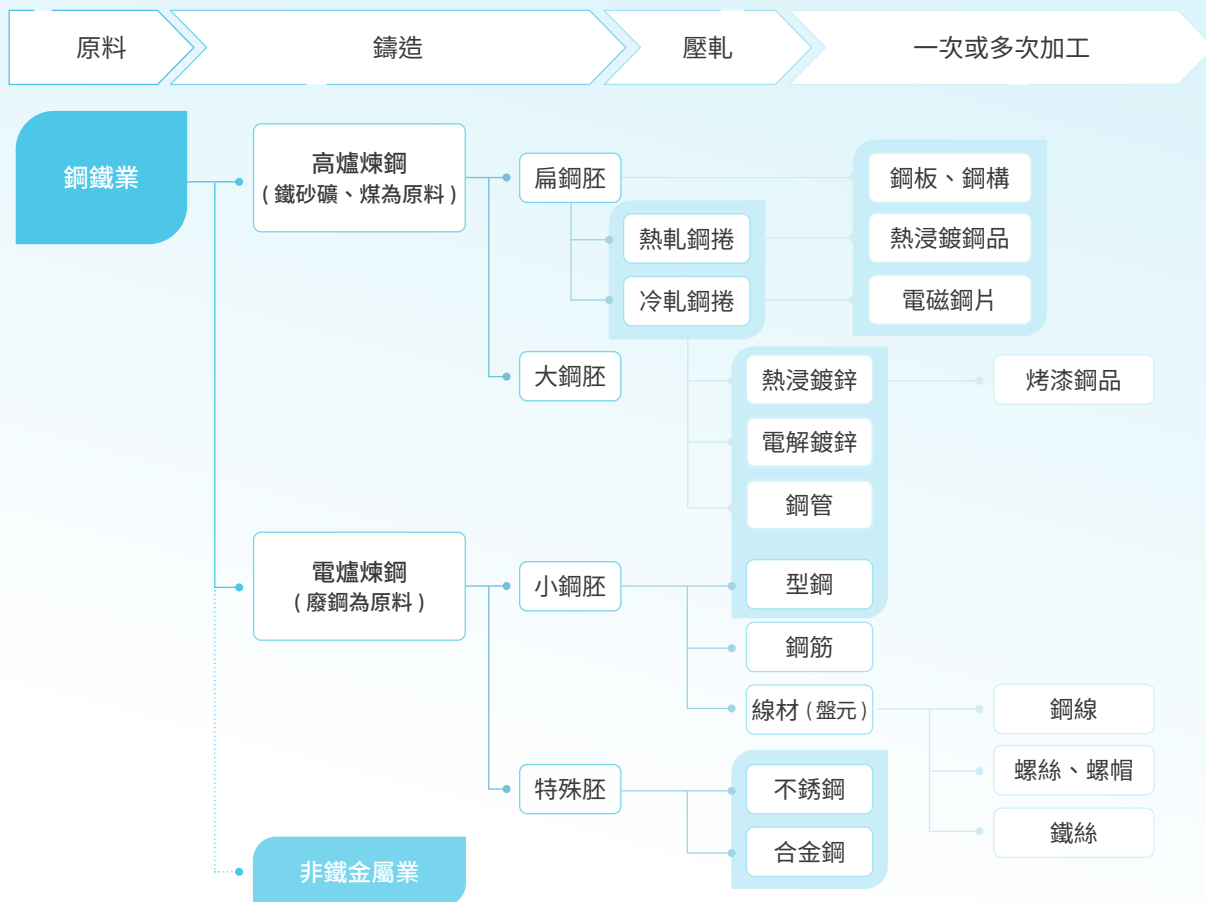 原料
鑄造
壓軋
一次或多次加工
鋼鐵業
高爐煉鋼
( 鐵砂礦、煤為原料 )
扁鋼胚
鋼板、鋼構
熱軋鋼捲
熱浸鍍鋼品
冷軋鋼捲
電磁鋼片
大鋼胚
熱浸鍍鋅
烤漆鋼品
電解鍍鋅
鋼管
電爐煉鋼
( 廢鋼為原料 )
小鋼胚
型鋼
鋼筋
線材 ( 盤元 )
鋼線
螺絲、螺帽
鐵絲
特殊胚
不銹鋼
合金鋼
非鐵金屬業